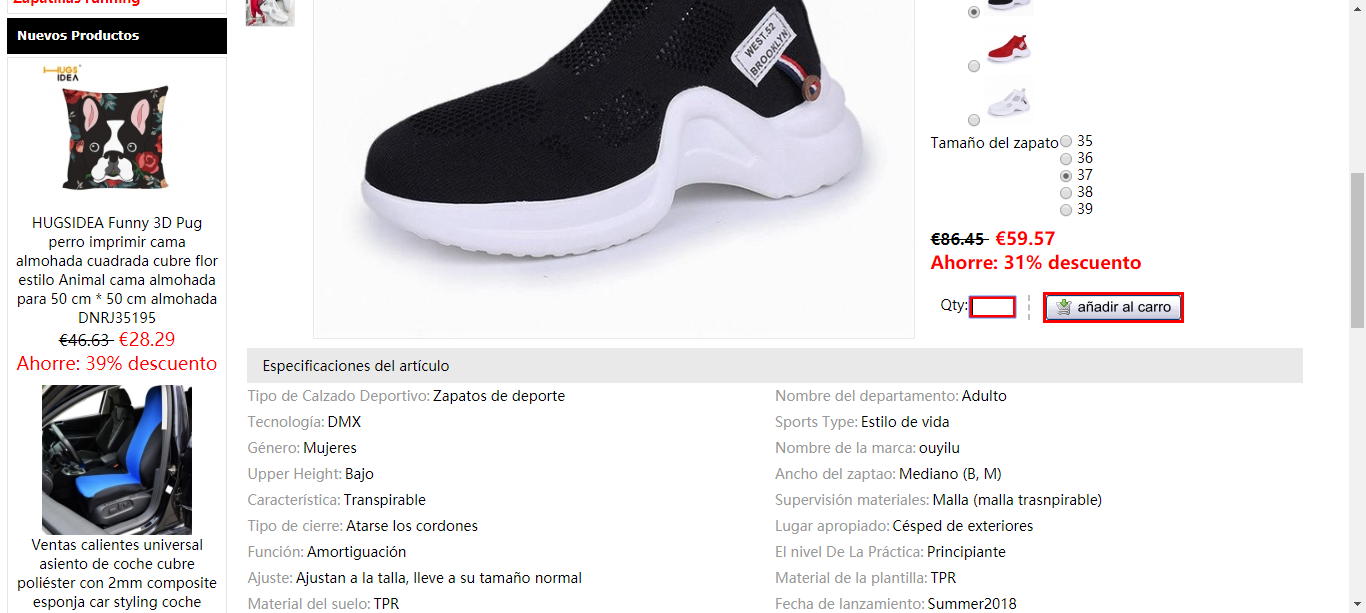 Zapatillas running
Nuevos Productos
HUGS
IDEA
HUGSIDEA Funny 3D Pug
perro imprimir cama
almohada cuadrada cubre flor
estilo Animal cama almohada
para 50 cm * 50 cm almohada
DNRJ35195
€46.63 €28.29
Ahorre: 39% descuento
Ventas calientes universal
asiento de coche cubre
poliéster con 2mm composite
esponja car styling coche
WEST.52
BROOKLYN
Tamaño del zapato
35
36
37
38
39
€86.45 €59.57
Ahorre: 31% descuento
Qty:
añadir al carro
Especificaciones del artículo
Tipo de Calzado Deportivo: Zapatos de deporte
Nombre del departamento: Adulto
Tecnología: DMX
Sports Type: Estilo de vida
Género: Mujeres
Nombre de la marca: ouyilu
Upper Height: Bajo
Ancho del zaptao: Mediano (B, M)
Característica: Transpirable
Supervisión materiales: Malla (malla trasnpirable)
Tipo de cierre: Atarse los cordones
Lugar apropiado: Césped de exteriores
Función: Amortiguación
El nivel De La Práctica: Principiante
Ajuste: Ajustan a la talla, lleve a su tamaño normal
Material de la plantilla: TPR
Material del suelo: TPR
Fecha de lanzamiento: Summer2018